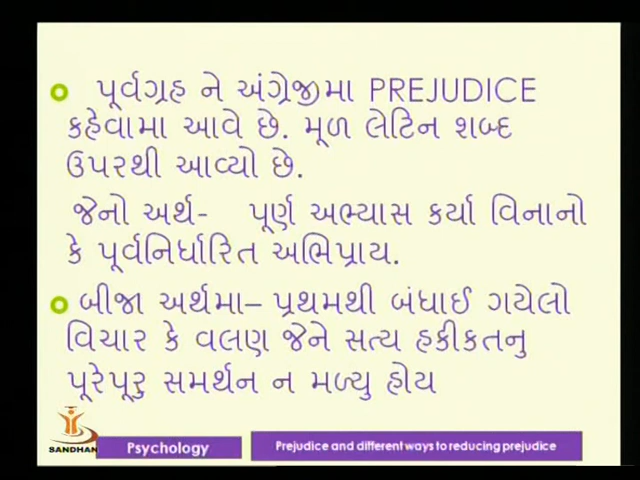 પૂર્વગ્રહ ને અંગ્રેજીમા PREJUDICE
કહેવામા આવે છે. મૂળ લેટિન શબ્દ
ઉપરથી આવ્યો છે.
જેનો અર્થ- પૂર્ણ અભ્યાસ કર્યા વિનાનો
કે પૂર્વનિર્ધારિત અભિપ્રાય.
બીજા અર્થમા– પ્રથમથી બંધાઈ ગયેલો
વિચાર કે વલણ જેને સત્ય હકીકતનુ
પૂરેપૂરુ સમર્થન ન મળ્યુ હોય
SANDHAN
Psychology
Prejudice and different ways to reducing prejudice